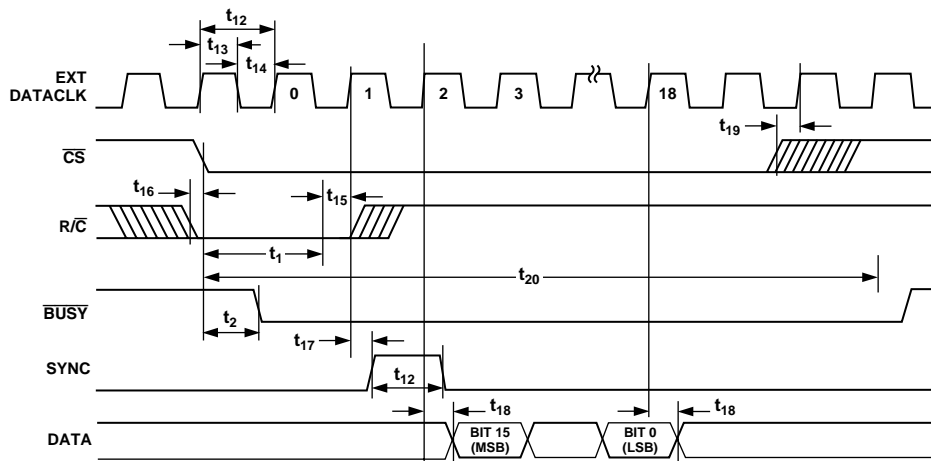 t12
t13
t14
EXT
DATACLK
0
1
2
3
18
t19
CS
t16
t15
R/C
t1
t20
BUSY
t2
t17
SYNC
t12
t18
t18
DATA
BIT 15
(MSB)
BIT 0
(LSB)